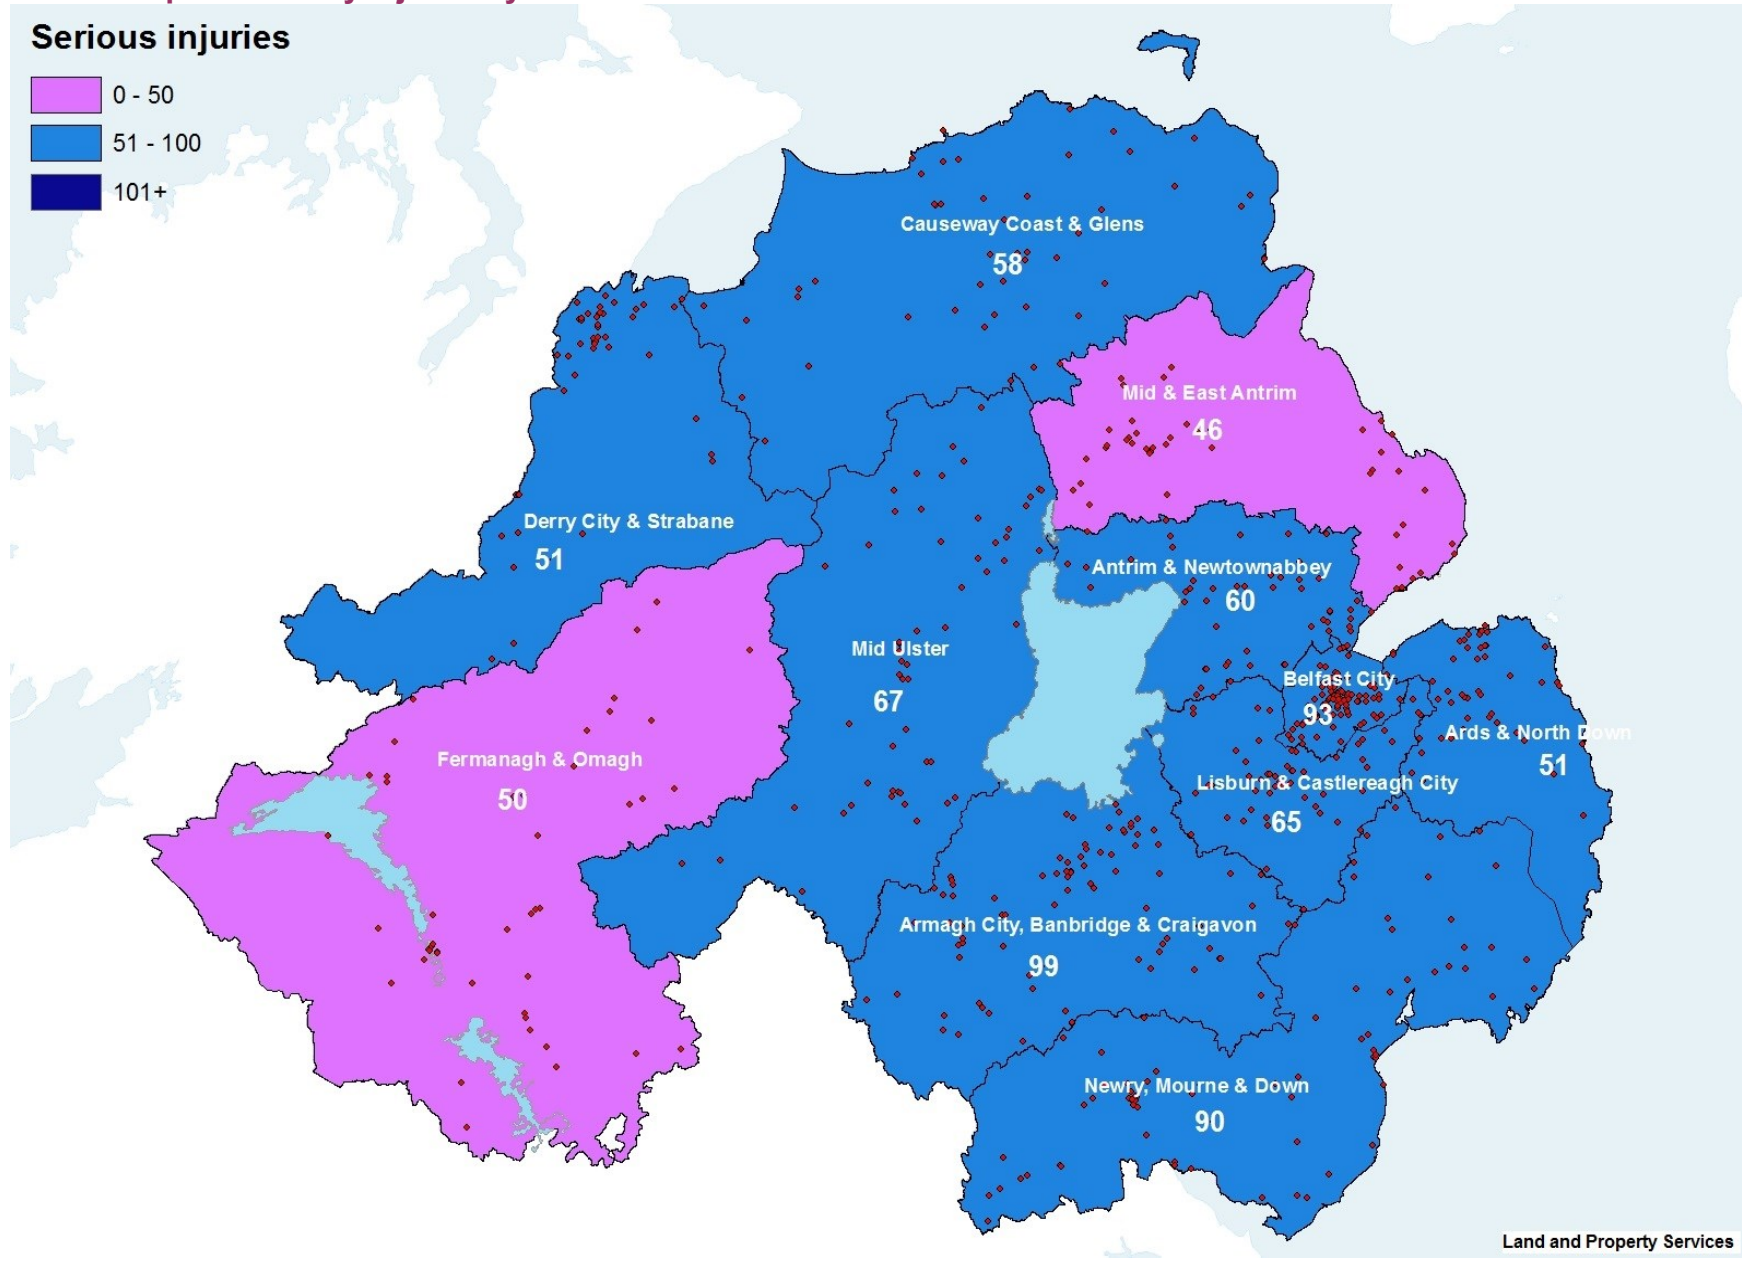 Serious injuries
0 - 50
51 - 100
101+
Causeway Coast & Glens
58
Mid & East Antrim
46
Derry City & Strabane
51
Antrim & Newtownabbey
60
Mid Ulster
67
Belfast City
93
Ards & North Down
51
Fermanagh & Omagh
50
Lisburn & Castlereagh City
65
Armagh City, Banbridge & Craigavon
99
Newry, Mourne & Down
90
Land and Property Services